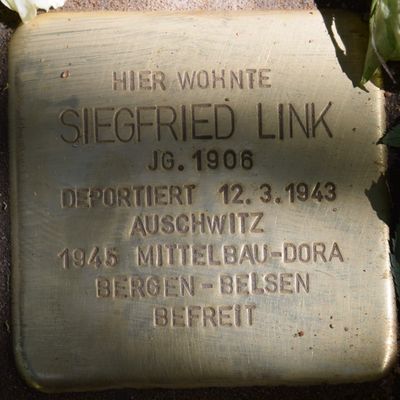 HIER WOHNTE
SIEGFRIED LINK
JG. 1906
DEPORTIERT 12.3.1943
AUSCHWITZ
1945 MITTELBAU-DORA
BERGEN-BELSEN
BEFREIT